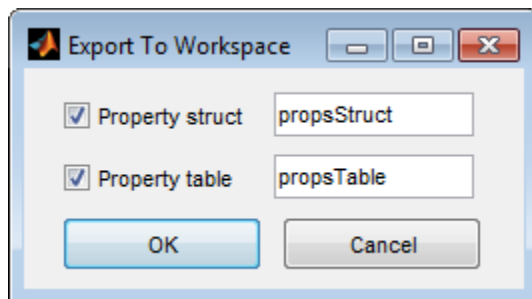 Export To Workspace
Property struct propsStruct
Property table propsTable
OK Cancel